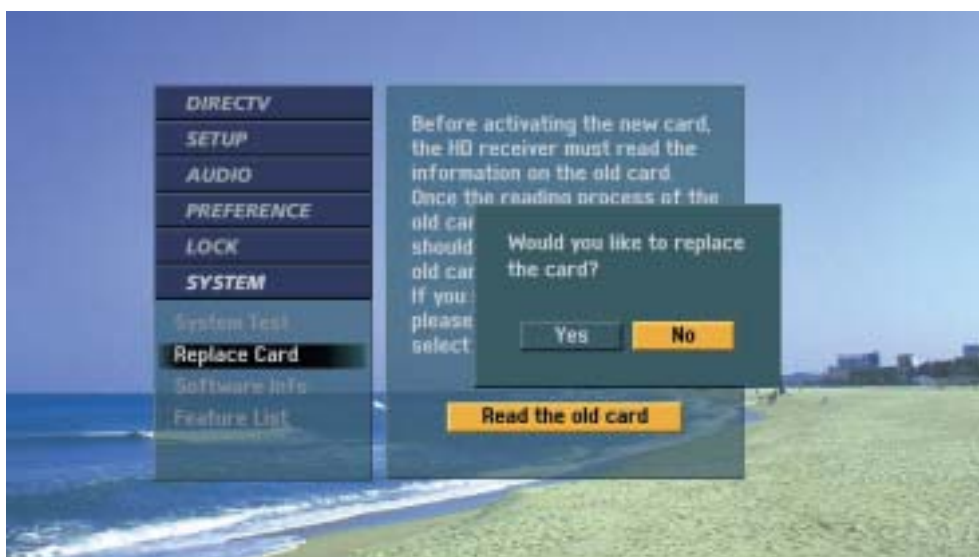 DIRECTV
SETUP
AUDIO
PREFERENCE
LOCK
SYSTEM
System Test
Replace Card
Software Info
Feature List
Before activating the new card,
the HD receiver must read the
information on the old card
Once the reading process of the
old car
should
old car
If you
please
select
Would you like to replace
the card?
Yes
No
Read the old card